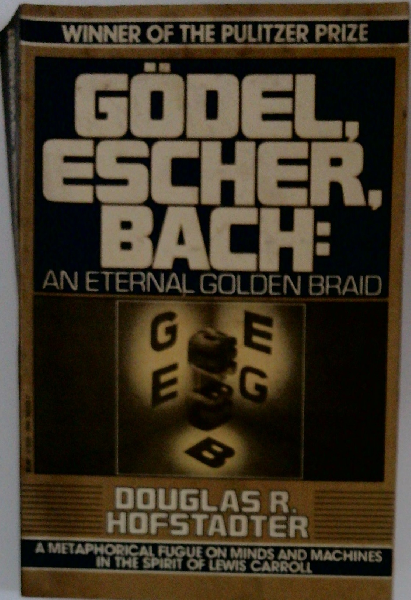 WINNER OF THE PULITZER PRIZE
GÖDEL,
ESCHER,
BACH:
AN ETERNAL GOLDEN BRAID
G E
E G
B
DOUGLAS R.
HOFSTADTER
A METAPHORICAL FUGUE ON MINDS AND MACHINES
IN THE SPIRIT OF LEWIS CARROLL